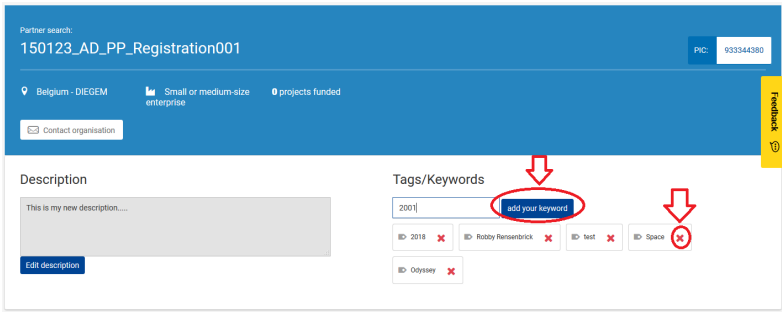 Partner search:
150123_AD_PP_Registration001
PIC: 933344380
Belgium - DIEGEM
Small or medium-size
enterprise
0 projects funded
Contact organisation
Feedback
Description
Tags/Keywords
This is my new description.....
2001
add your keyword
2018
Robby Rensenbrick
test
Space
Edit description
Odyssey